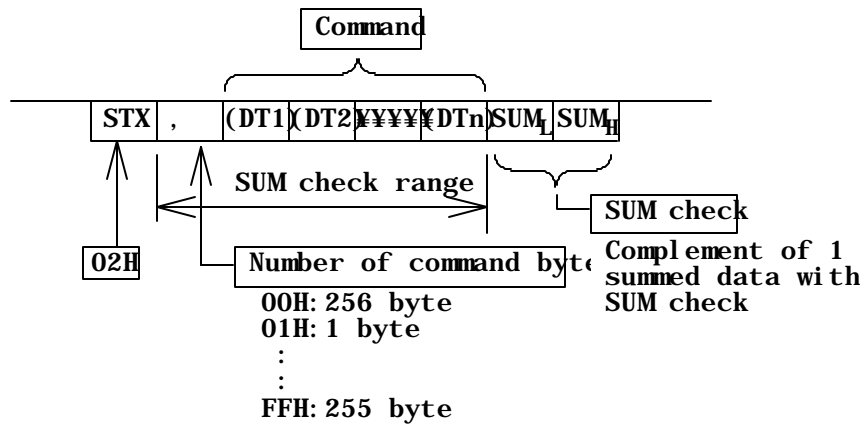 Command
STX , (DT1) (DT2) ¥¥¥¥¥ (DTn) SUML SUMH
SUM check range
02H
Number of command byte
00H: 256 byte
01H: 1 byte
:
:
FFH: 255 byte
SUM check
Complement of 1
summed data with
SUM check